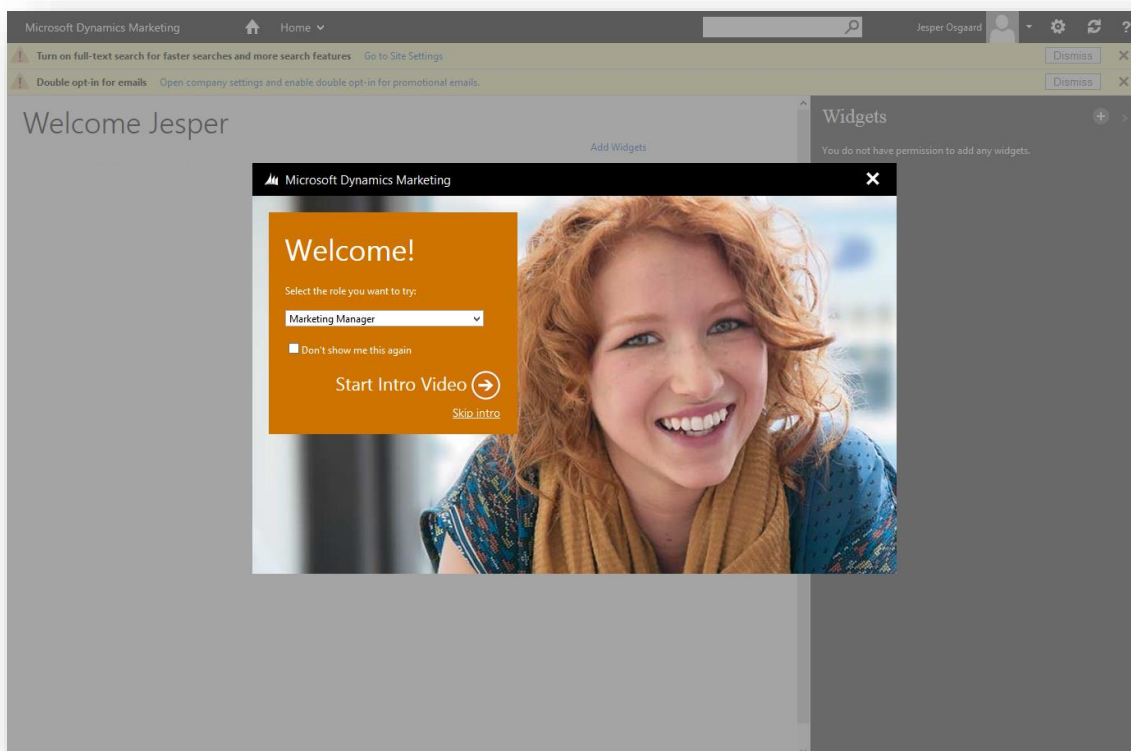 Microsoft Dynamics Marketing Home Jesper Osgaard ?
Turn on full-text search for faster searches and more search features Go to Site Settings Dismiss
Double opt-in for emails Open company settings and enable double opt-in for promotional emails. Dismiss
Welcome Jesper
Add Widgets
Widgets
You do not have permission to add any widgets.
Microsoft Dynamics Marketing
Welcome!
Select the role you want to try:
Marketing Manager
Don't show me this again
Start Intro Video
Skip intro